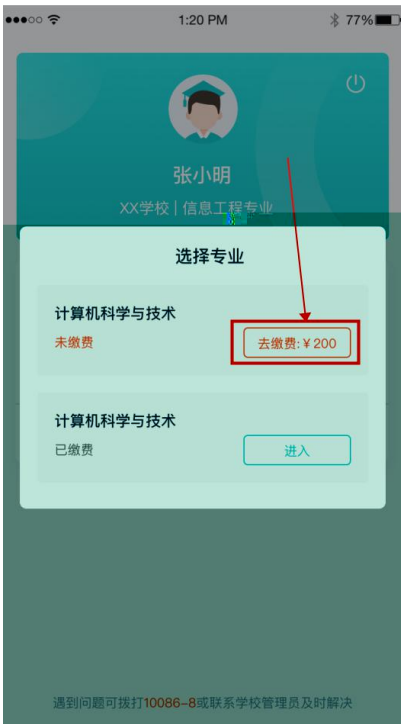 1:20 PM
77%
张小明
XX学校 | 信息工程专业
选择专业
计算机科学与技术
未缴费
去缴费:￥200
计算机科学与技术
已缴费
进入
遇到问题可拨打10086-8或联系学校管理员及时解决